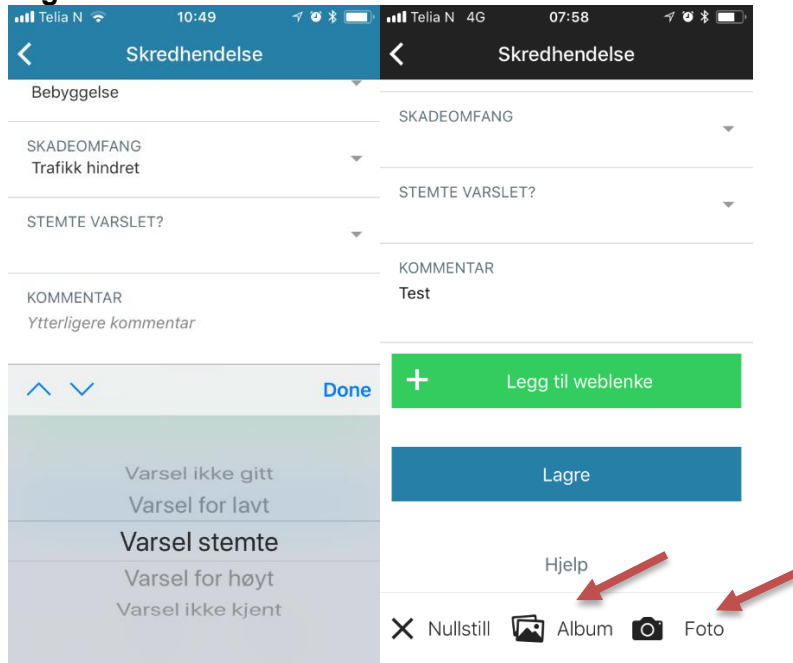 Telia N 10:49
Skredhendelse
Bebyggelse
SKADEOMFANG
Trafikk hindret
STEMTE VARSLET?
KOMMENTAR
Ytterligere kommentar
Done
Varsel ikke gitt
Varsel for lavt
Varsel stemte
Varsel for høyt
Varsel ikke kjent
Telia N 4G 07:58
Skredhendelse
SKADEOMFANG
STEMTE VARSLET?
KOMMENTAR
Test
+ Legg til weblenke
Lagre
Hjelp
Nullstill Album Foto